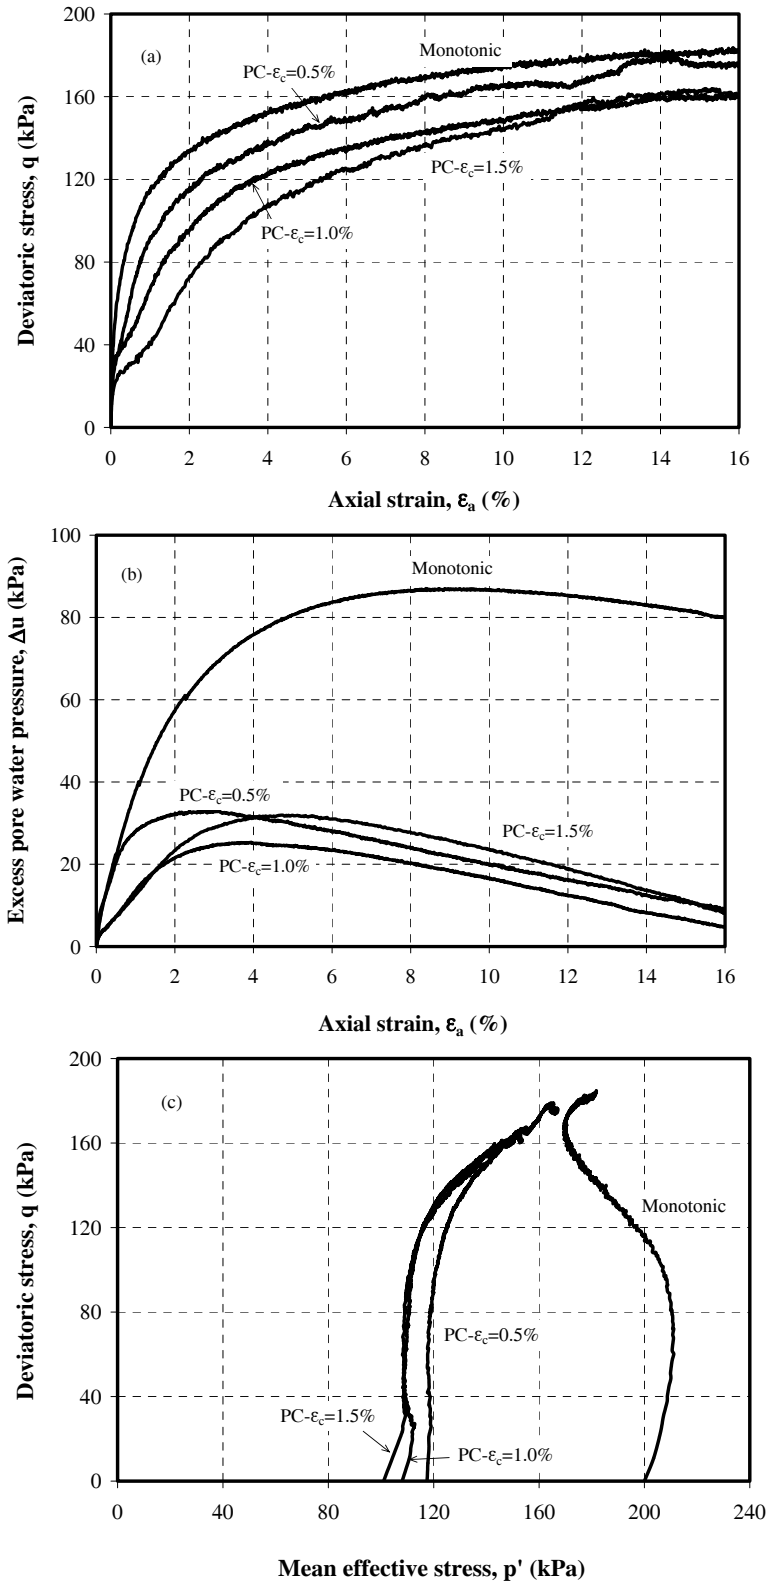 200
160
120
80
40
0
Deviatoric stress, q (kPa)
(a)
Monotonic
PC-εc=0.5%
PC-εc=1.5%
PC-εc=1.0%
0 2 4 6 8 10 12 14 16
Axial strain, εa (%)
100
80
60
40
20
0
Excess pore water pressure, Δu (kPa)
(b)
Monotonic
PC-εc=0.5%
PC-εc=1.5%
PC-εc=1.0%
0 2 4 6 8 10 12 14 16
Axial strain, εa (%)
200
160
120
80
40
0
Deviatoric stress, q (kPa)
(c)
Monotonic
PC-εc=0.5%
PC-εc=1.5%
PC-εc=1.0%
0 40 80 120 160 200 240
Mean effective stress, p' (kPa)